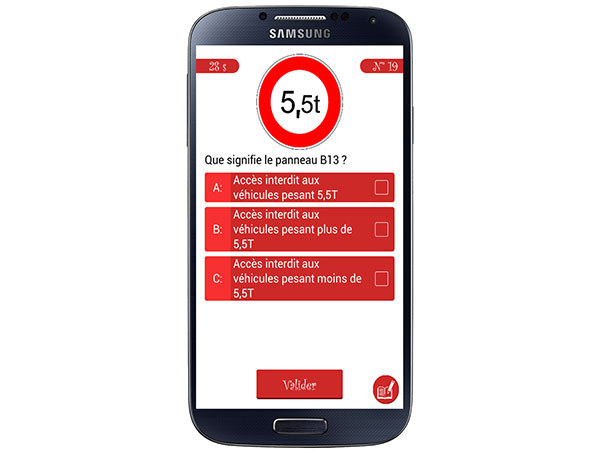 SAMSUNG
28 s
N° 19
5,5t
Que signifie le panneau B13 ?
A:
Accès interdit aux
véhicules pesant 5,5T
B:
Accès interdit aux
véhicules pesant plus de
5,5T
C:
Accès interdit aux
véhicules pesant moins de
5,5T
Valider